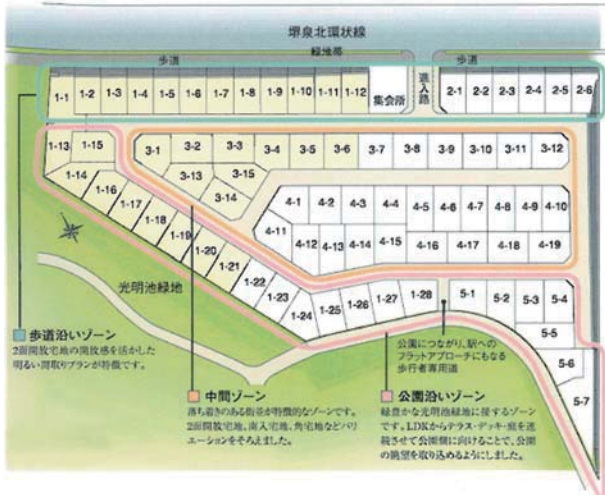 堺泉北環状線
緑地帯
歩道
歩道
進入路
1-1 1-2 1-3 1-4 1-5 1-6 1-7 1-8 1-9 1-10 1-11 1-12
集会所
2-1 2-2 2-3 2-4 2-5 2-6
1-13 1-15
1-14
1-16
1-17
1-18
1-19
1-20
1-21
1-22
1-23
1-24
1-25
1-26
1-27
1-28
3-1 3-2 3-3 3-4 3-5 3-6 3-7 3-8 3-9 3-10 3-11 3-12
3-13 3-15
3-14
4-1 4-2 4-3 4-4 4-5 4-6 4-7 4-8 4-9 4-10
4-11
4-12 4-13 4-14 4-15 4-16 4-17 4-18 4-19
5-1 5-2 5-3 5-4
5-5
5-6
5-7
光明池緑地
公園につながり、駅への
フラットアプローチにもなる
歩行者専用道
歩道沿いゾーン
2面開放宅地の開放感を活かした
明るい間取りプランが特徴です。
中間ゾーン
落ち着きのある街並が特徴的なゾーンです。
2面開放宅地、南入宅地、角宅地などバリ
エーションをそろえました。
公園沿いゾーン
緑豊かな光明池緑地に接するゾーン
です。LDKからテラス・デッキ・庭を連
続させて公園側に向けることで、公園
の眺望を取り込めるようにしました。